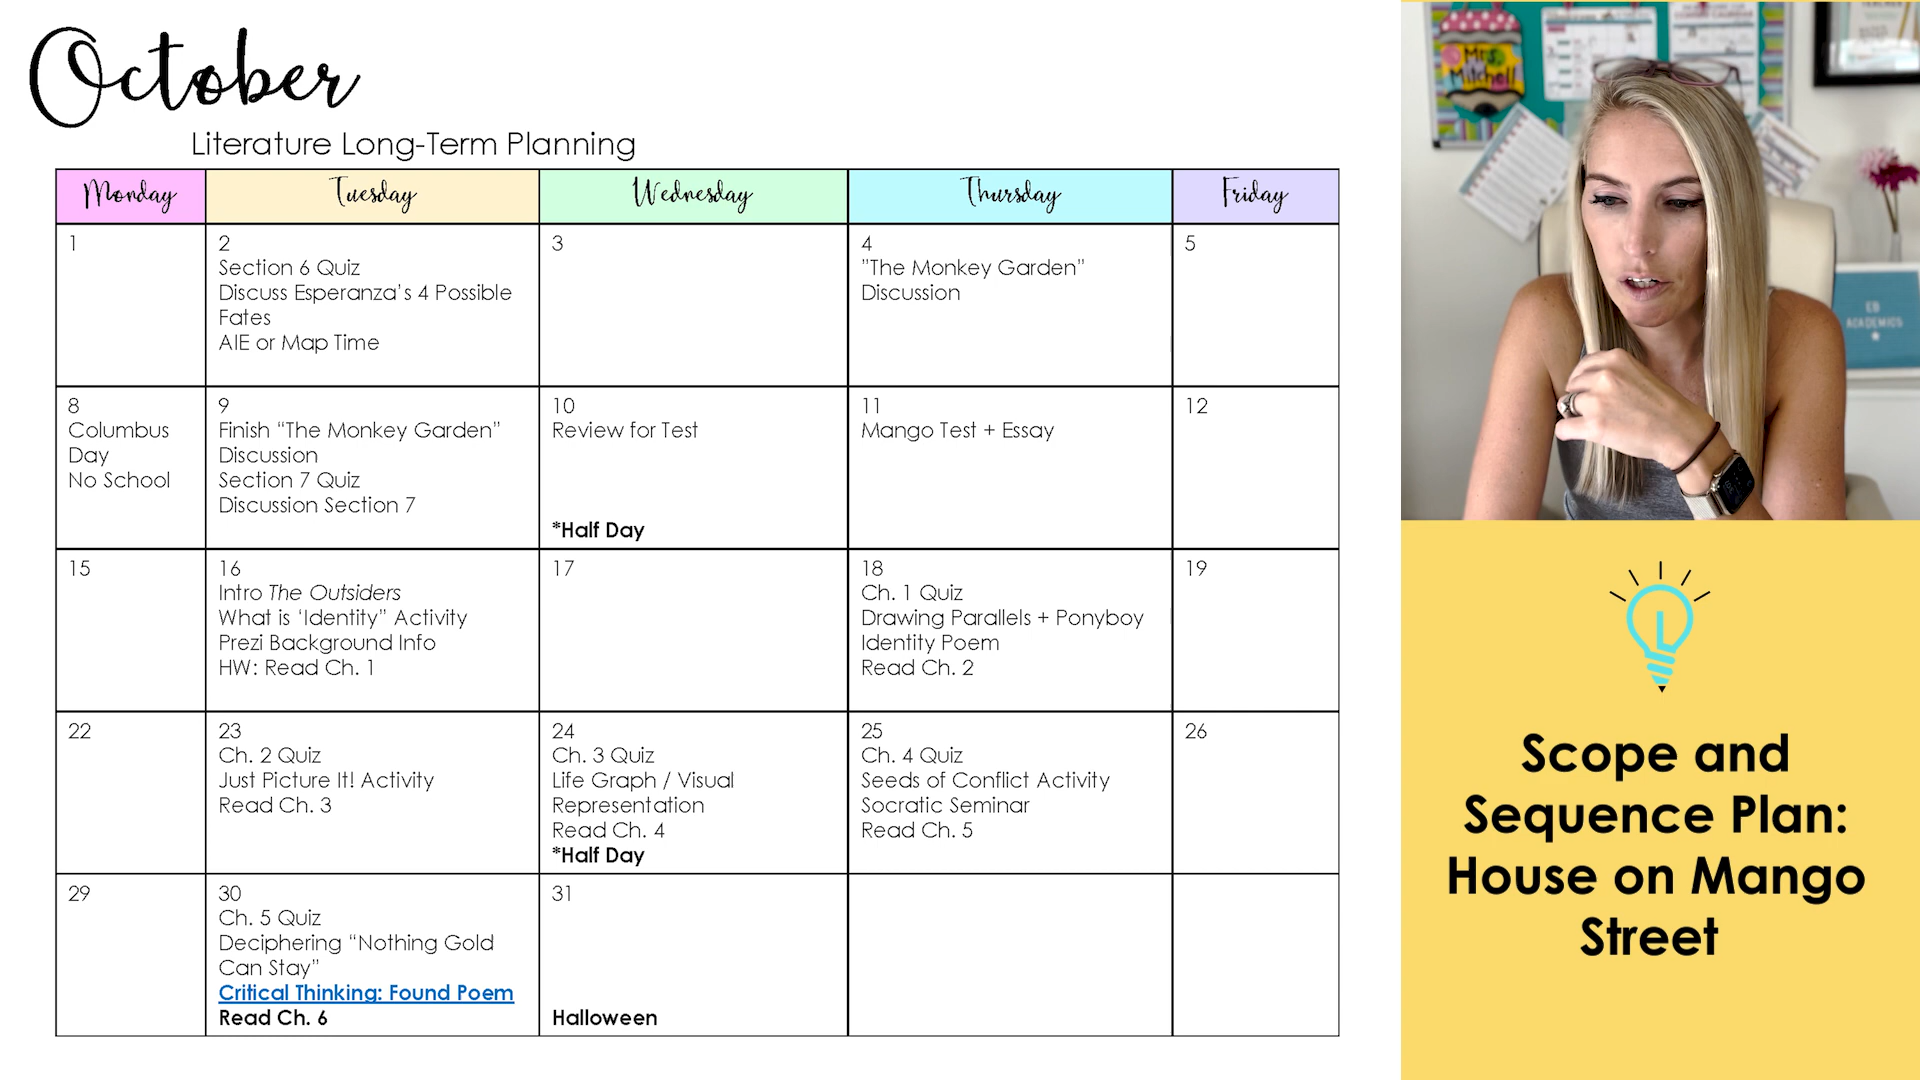 October
Literature Long-Term Planning
Monday
Tuesday
Wednesday
Thursday
Friday
1
2
Section 6 Quiz
Discuss Esperanza’s 4 Possible
Fates
AIE or Map Time
3
4
"The Monkey Garden"
Discussion
5
8
Columbus
Day
No School
9
Finish “The Monkey Garden”
Discussion
Section 7 Quiz
Discussion Section 7
10
Review for Test
*Half Day
11
Mango Test + Essay
12
15
16
Intro The Outsiders
What is ‘Identity” Activity
Prezi Background Info
HW: Read Ch. 1
17
18
Ch. 1 Quiz
Drawing Parallels + Ponyboy
Identity Poem
Read Ch. 2
19
22
23
Ch. 2 Quiz
Just Picture It! Activity
Read Ch. 3
24
Ch. 3 Quiz
Life Graph / Visual
Representation
Read Ch. 4
*Half Day
25
Ch. 4 Quiz
Seeds of Conflict Activity
Socratic Seminar
Read Ch. 5
26
29
30
Ch. 5 Quiz
Deciphering “Nothing Gold
Can Stay”
Critical Thinking: Found Poem
Read Ch. 6
31
Halloween
Mrs.
Mitchell
EB
ACADEMICS
Scope and
Sequence Plan:
House on Mango
Street